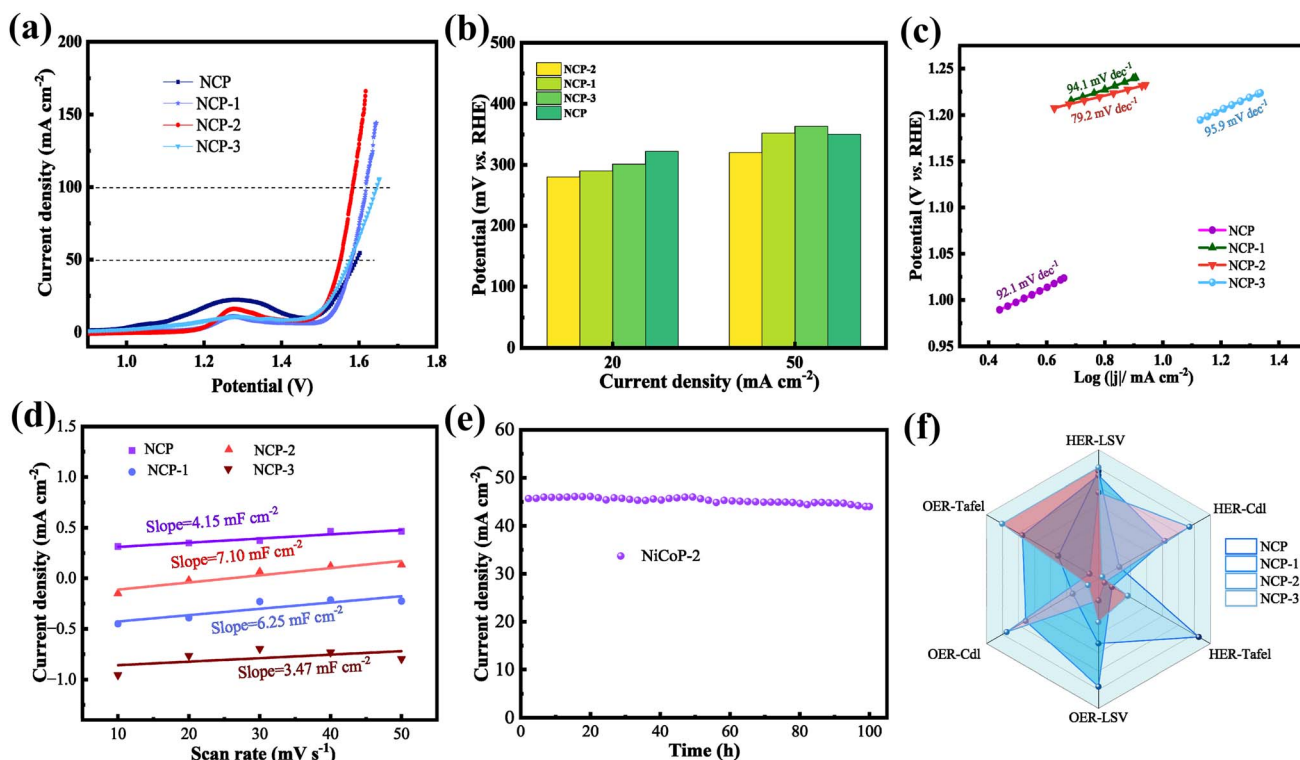 (a)
Current density (mA cm⁻²)
200
150
100
50
0
NCP
NCP-1
NCP-2
NCP-3
1.0 1.2 1.4 1.6 1.8
Potential (V)
(b)
Potential (mV vs. RHE)
500
400
300
200
100
0
NCP-2
NCP-1
NCP-3
NCP
20 50
Current density (mA cm⁻²)
(c)
Potential (V vs. RHE)
1.25
1.20
1.15
1.10
1.05
1.00
0.95
94.1 mV dec⁻¹
79.2 mV dec⁻¹
95.9 mV dec⁻¹
92.1 mV dec⁻¹
NCP
NCP-1
NCP-2
NCP-3
0.4 0.6 0.8 1.0 1.2 1.4
Log (|j|/ mA cm⁻²)
(d)
Current density (mA cm⁻²)
1.5
1.0
0.5
0.0
−0.5
−1.0
NCP NCP-2
NCP-1 NCP-3
Slope=4.15 mF cm⁻²
Slope=7.10 mF cm⁻²
Slope=6.25 mF cm⁻²
Slope=3.47 mF cm⁻²
10 20 30 40 50
Scan rate (mV s⁻¹)
(e)
Current density (mA cm⁻²)
60
50
40
30
20
10
0
NiCoP-2
0 20 40 60 80 100
Time (h)
(f)
HER-LSV
OER-Tafel
HER-Cdl
NCP
NCP-1
NCP-2
NCP-3
OER-Cdl
HER-Tafel
OER-LSV